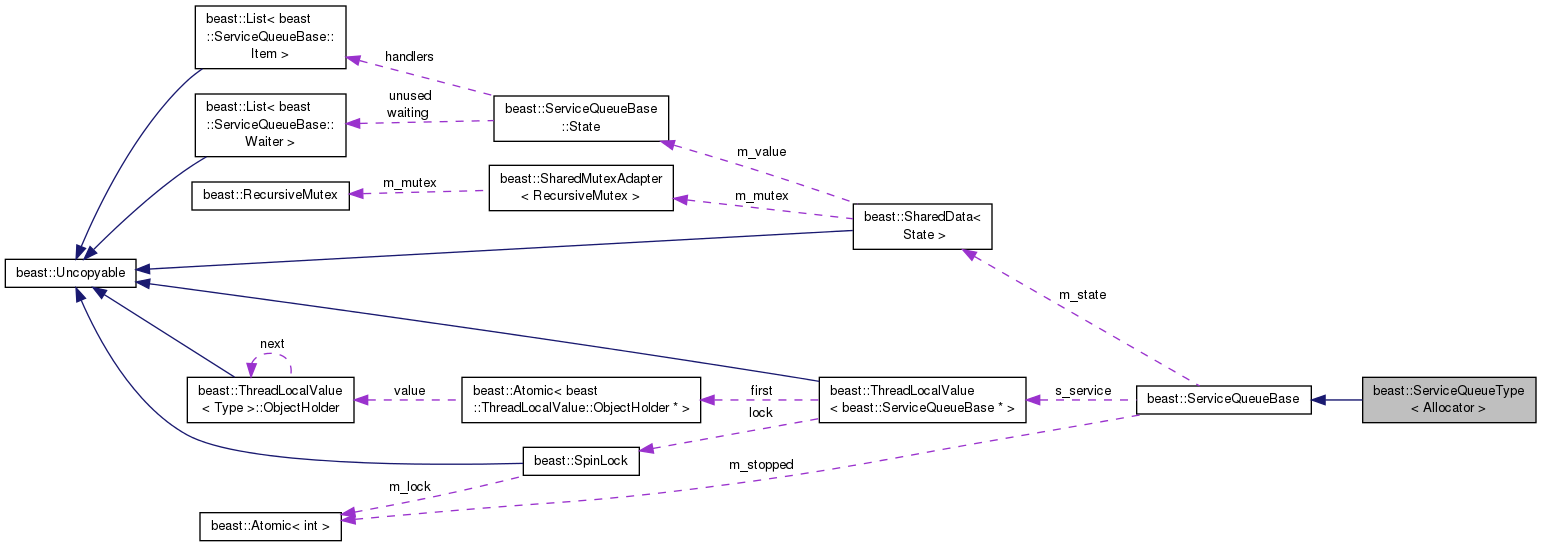 beast::List< beast
::ServiceQueueBase::
Item >
handlers
beast::List< beast
::ServiceQueueBase::
Waiter >
unused
waiting
beast::ServiceQueueBase
::State
m_value
beast::RecursiveMutex
m_mutex
beast::SharedMutexAdapter
< RecursiveMutex >
m_mutex
beast::SharedData<
State >
beast::Uncopyable
m_state
next
beast::ThreadLocalValue
< Type >::ObjectHolder
value
beast::Atomic< beast
::ThreadLocalValue::ObjectHolder * >
first
lock
beast::ThreadLocalValue
< beast::ServiceQueueBase * >
s_service
beast::ServiceQueueBase
beast::ServiceQueueType
< Allocator >
beast::SpinLock
m_stopped
m_lock
beast::Atomic< int >